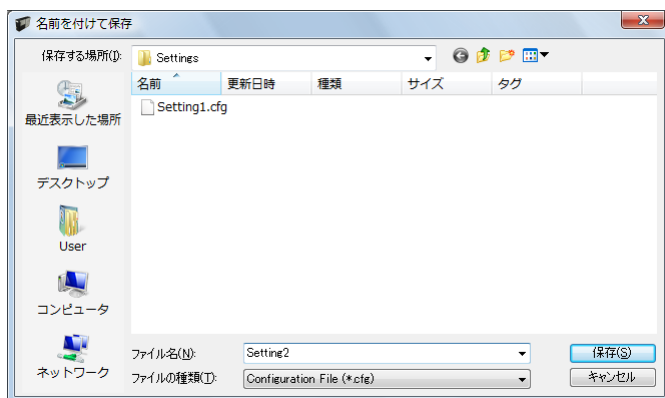 名前を付けて保存
保存する場所(I): Settings
名前 更新日時 種類 サイズ タグ
Setting1.cfg
最近表示した場所
デスクトップ
User
コンピュータ
ネットワーク
ファイル名(N): Setting2 保存(S)
ファイルの種類(T): Configuration File (*.cfg) キャンセル